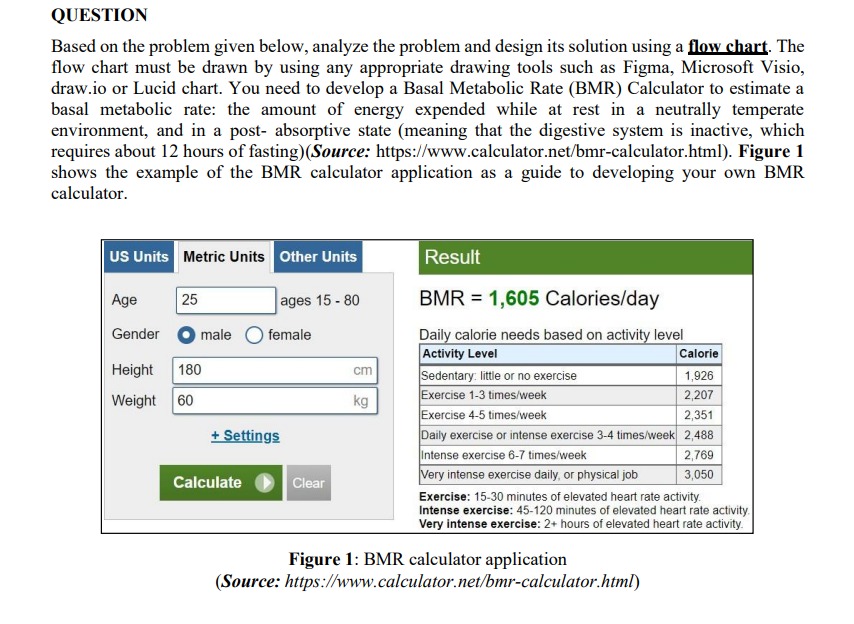 QUESTION
Based on the problem given below, analyze the problem and design its solution using a flow chart. The
flow chart must be drawn by using any appropriate drawing tools such as Figma, Microsoft Visio,
draw.io or Lucid chart. You need to develop a Basal Metabolic Rate (BMR) Calculator to estimate a
basal metabolic rate: the amount of energy expended while at rest in a neutrally temperate
environment, and in a post- absorptive state (meaning that the digestive system is inactive, which
requires about 12 hours of fasting)(Source: https://www.calculator.net/bmr-calculator.html). Figure 1
shows the example of the BMR calculator application as a guide to developing your own BMR
calculator.
US Units Metric Units Other Units
Age 25 ages 15 - 80
Gender male female
Height 180 cm
Weight 60 kg
+ Settings
Calculate Clear
Result
BMR = 1,605 Calories/day
Daily calorie needs based on activity level
Activity Level Calorie
Sedentary: little or no exercise 1,926
Exercise 1-3 times/week 2,207
Exercise 4-5 times/week 2,351
Daily exercise or intense exercise 3-4 times/week 2,488
Intense exercise 6-7 times/week 2,769
Very intense exercise daily, or physical job 3,050
Exercise: 15-30 minutes of elevated heart rate activity.
Intense exercise: 45-120 minutes of elevated heart rate activity.
Very intense exercise: 2+ hours of elevated heart rate activity.
Figure 1: BMR calculator application
(Source: https://www.calculator.net/bmr-calculator.html)